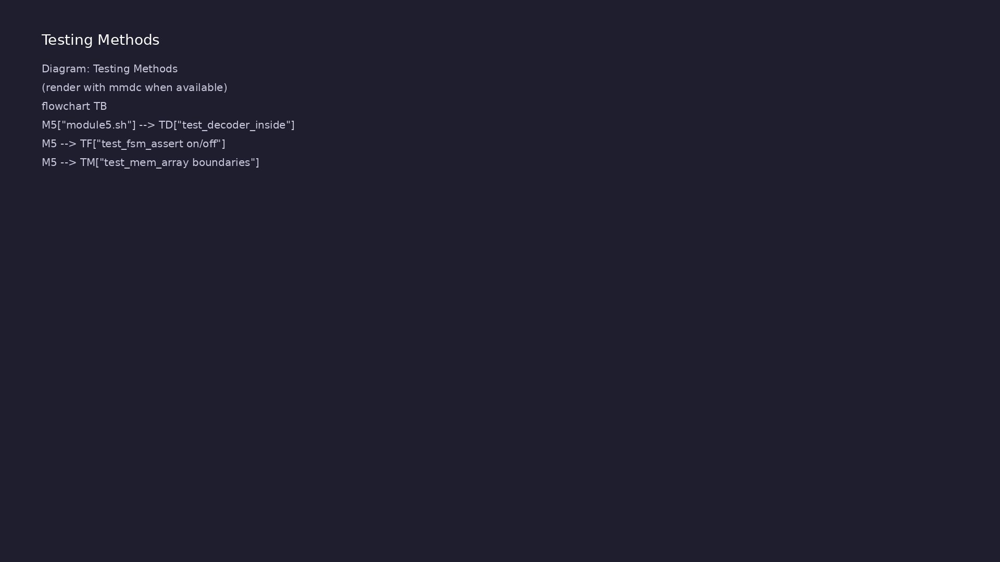 Testing Methods
Diagram: Testing Methods
(render with mmdc when available)
flowchart TB
M5["module5.sh"] --> TD["test_decoder_inside"]
M5 --> TF["test_fsm_assert on/off"]
M5 --> TM["test_mem_array boundaries"]